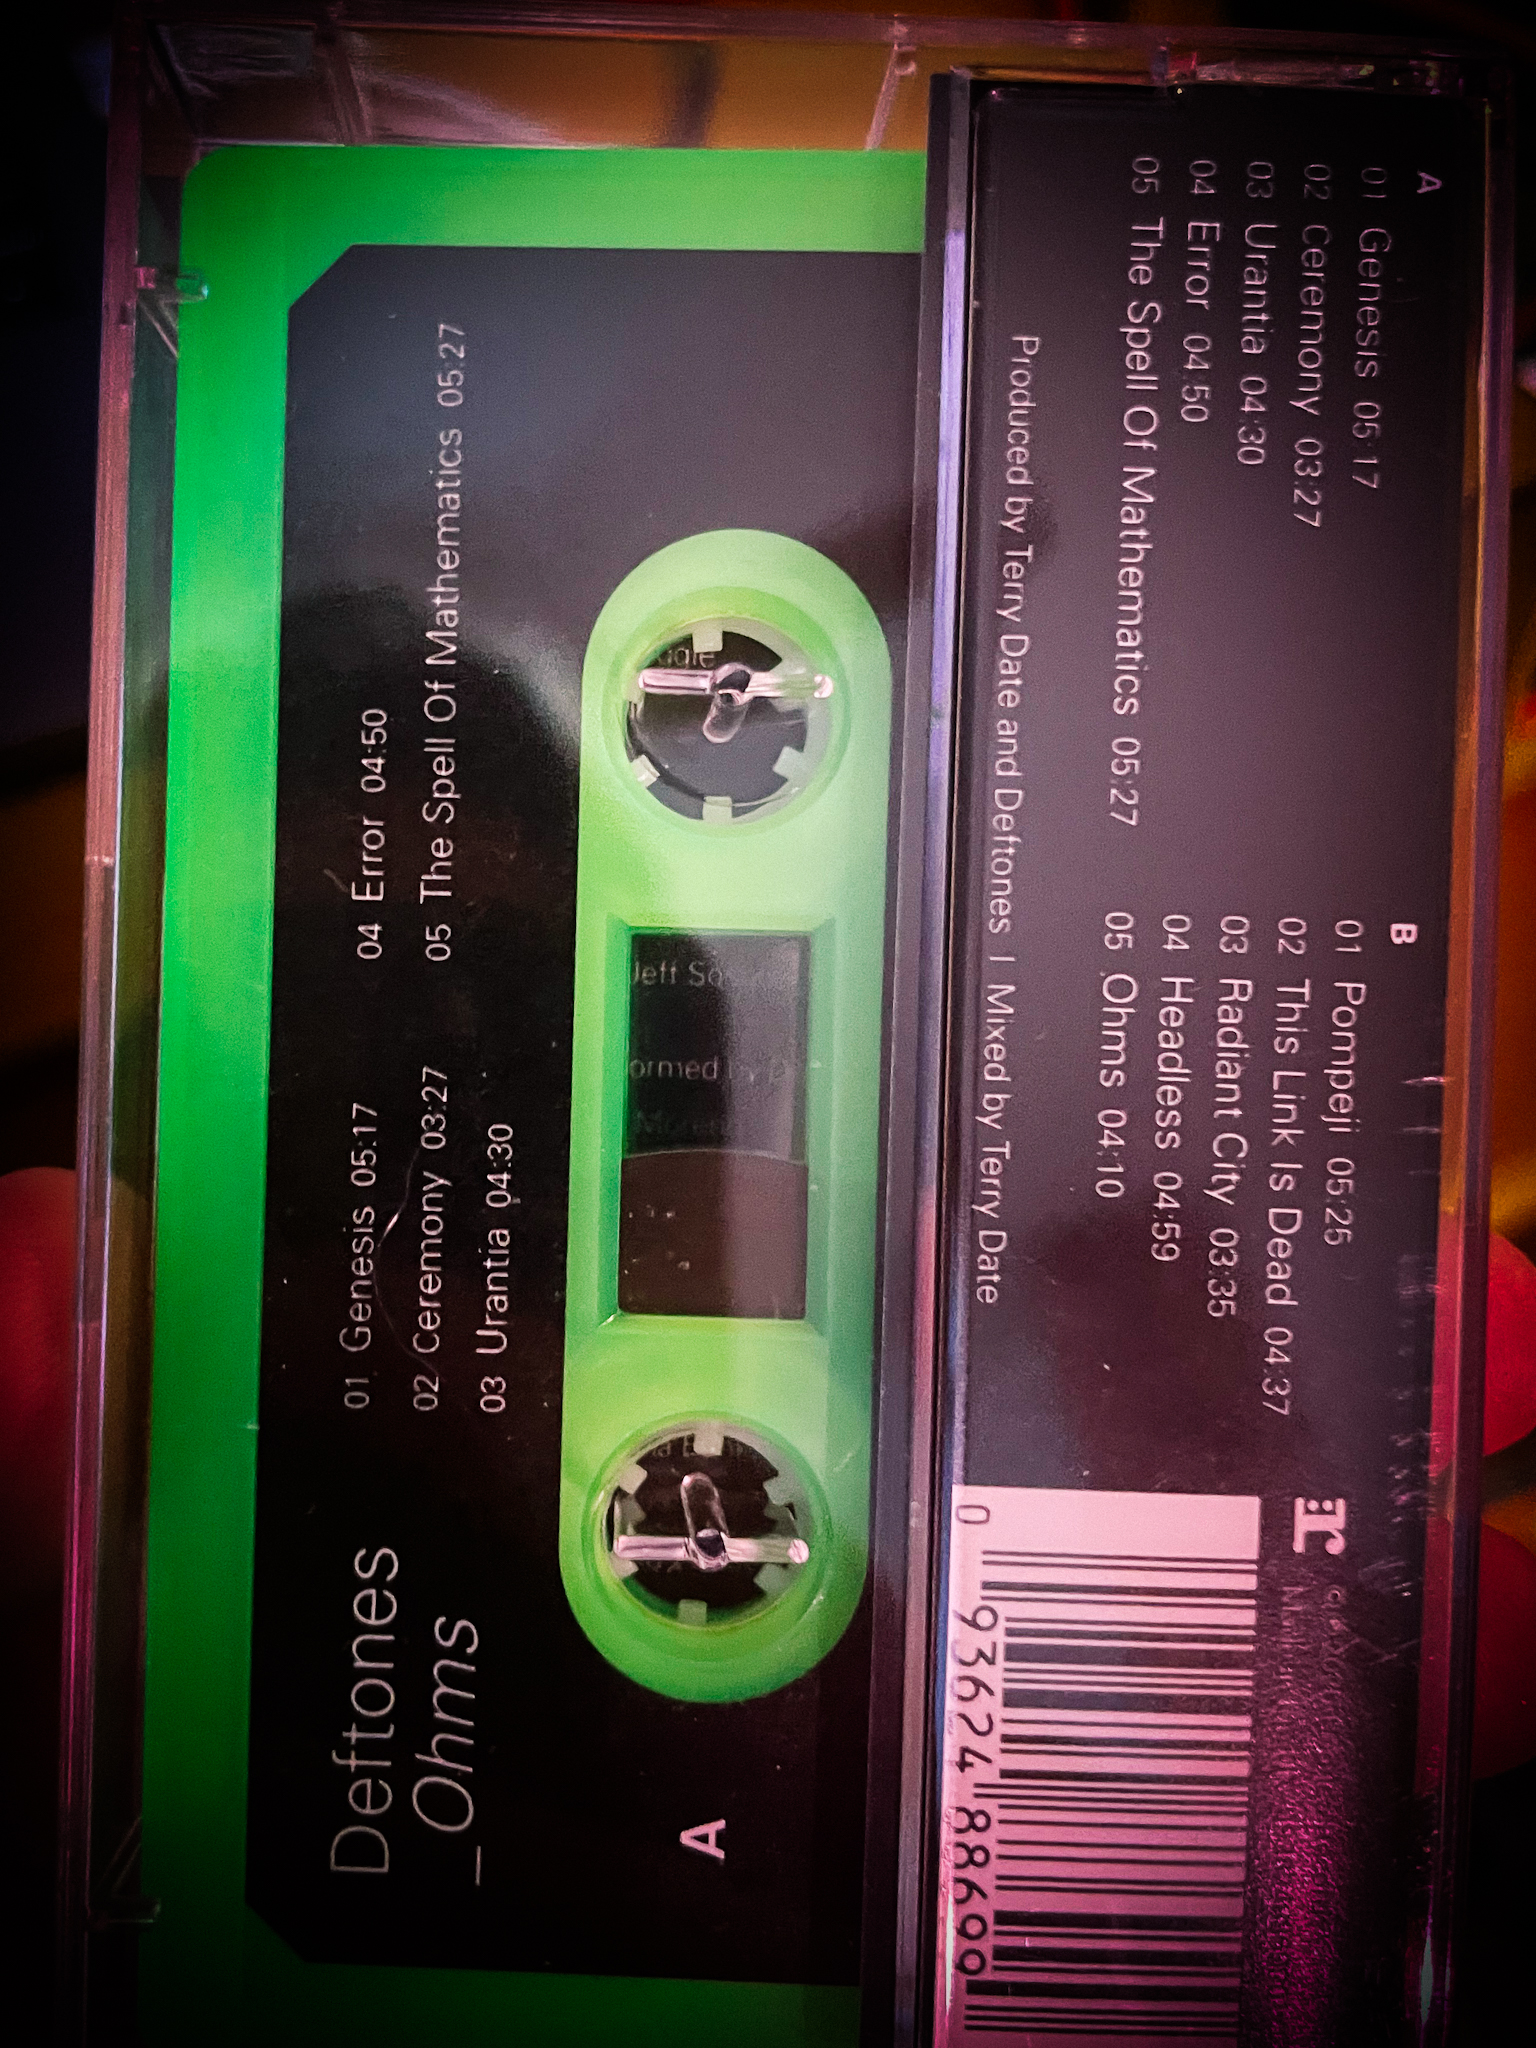 A
01 Genesis 05:17
02 Ceremony 03:27
03 Urantia 04:30
04 Error 04:50
05 The Spell Of Mathematics 05:27
B
01 Pompeji 05:25
02 This Link Is Dead 04:37
03 Radiant City 03:35
04 Headless 04:59
05 Ohms 04:10
Produced by Terry Date and Deftones | Mixed by Terry Date
r
0 93624 88699
Deftones
_Ohms
A
01 Genesis 05:17
02 Ceremony 03:27
03 Urantia 04:30
04 Error 04:50
05 The Spell Of Mathematics 05:27
Jeff